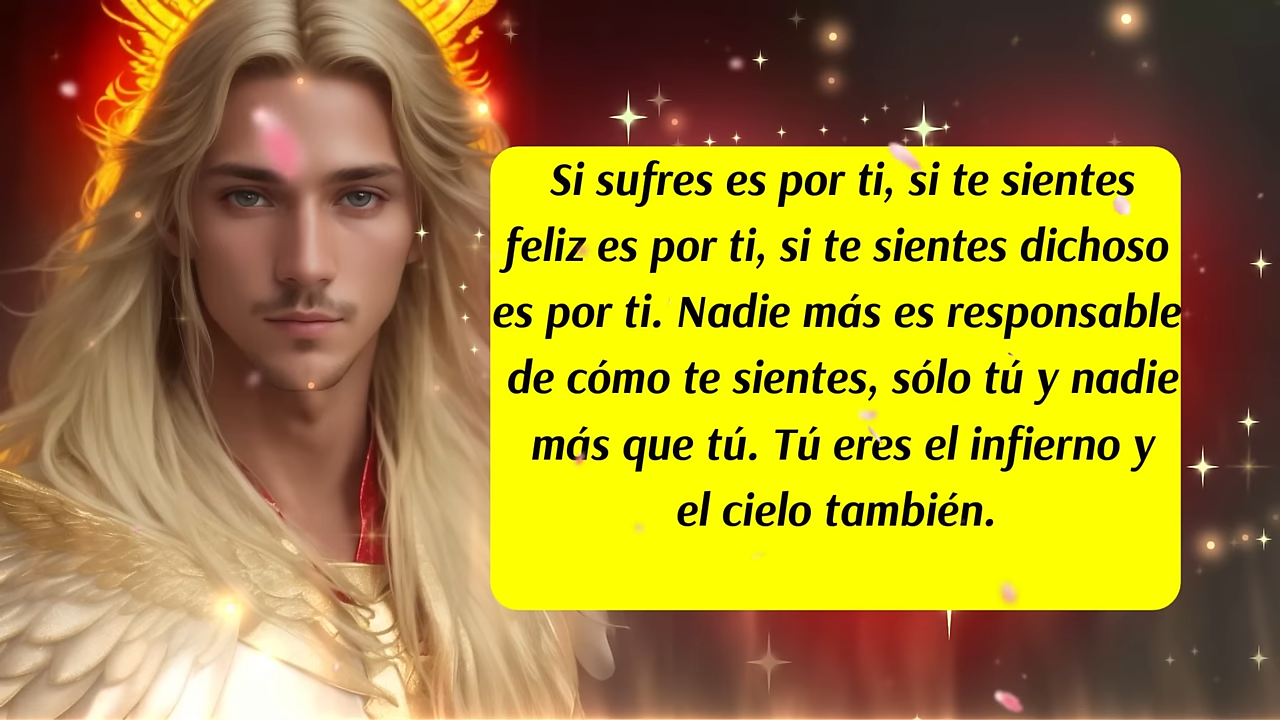 Si sufres es por ti, si te sientes
feliz es por ti, si te sientes dichoso
es por ti. Nadie más es responsable
de cómo te sientes, sólo tú y nadie
más que tú. Tú eres el infierno y
el cielo también.